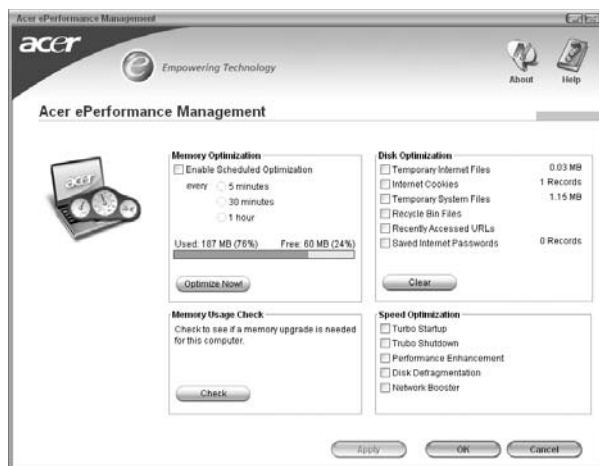 Acer ePerformance Management
acer
e Empowering Technology
About
Help
Acer ePerformance Management
acer
Memory Optimization
Enable Scheduled Optimization
every 5 minutes
30 minutes
1 hour
Used: 187 MB (76%) Free: 60 MB (24%)
Optimize Now!
Memory Usage Check
Check to see if a memory upgrade is needed
for this computer.
Check
Disk Optimization
Temporary Internet Files 0.03 MB
Internet Cookies 1 Records
Temporary System Files 1.15 MB
Recycle Bin Files
Recently Accessed URLs
Saved Internet Passwords 0 Records
Clear
Speed Optimization
Turbo Startup
Trubo Shutdown
Performance Enhancement
Disk Defragmentation
Network Booster
Apply
OK
Cancel